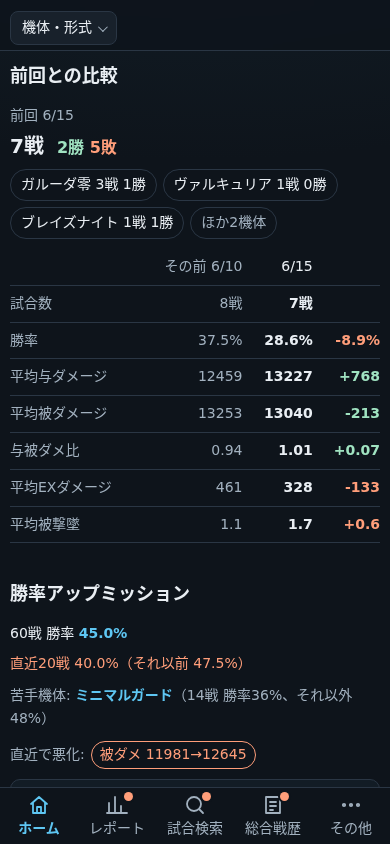 機体・形式
前回との比較
前回 6/15
7戦 2勝 5敗
ガルーダ零 3戦 1勝 ヴァルキュリア 1戦 0勝
ブレイズナイト 1戦 1勝 ほか2機体
その前 6/10 6/15
試合数 8戦 7戦
勝率 37.5% 28.6% -8.9%
平均与ダメージ 12459 13227 +768
平均被ダメージ 13253 13040 -213
与被ダメ比 0.94 1.01 +0.07
平均EXダメージ 461 328 -133
平均被撃墜 1.1 1.7 +0.6
勝率アップミッション
60戦 勝率 45.0%
直近20戦 40.0%（それ以前 47.5%）
苦手機体: ミニマルガード（14戦 勝率36%、それ以外
48%）
直近で悪化: 被ダメ 11981→12645
ホーム レポート 試合検索 総合戦歴 その他